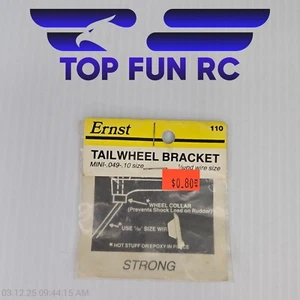 TOP FUN RC
Ernst
110
TAILWHEEL BRACKET
MINI-.049-.10 size
wire size
$0.80
WHEEL COLLAR
(Prevents Shock Load on Rudder)
USE 1/16" SIZE WIRE
HOT STUFF OR EPOXY IN PLACE
STRONG
03.12.25 09:44:15 AM